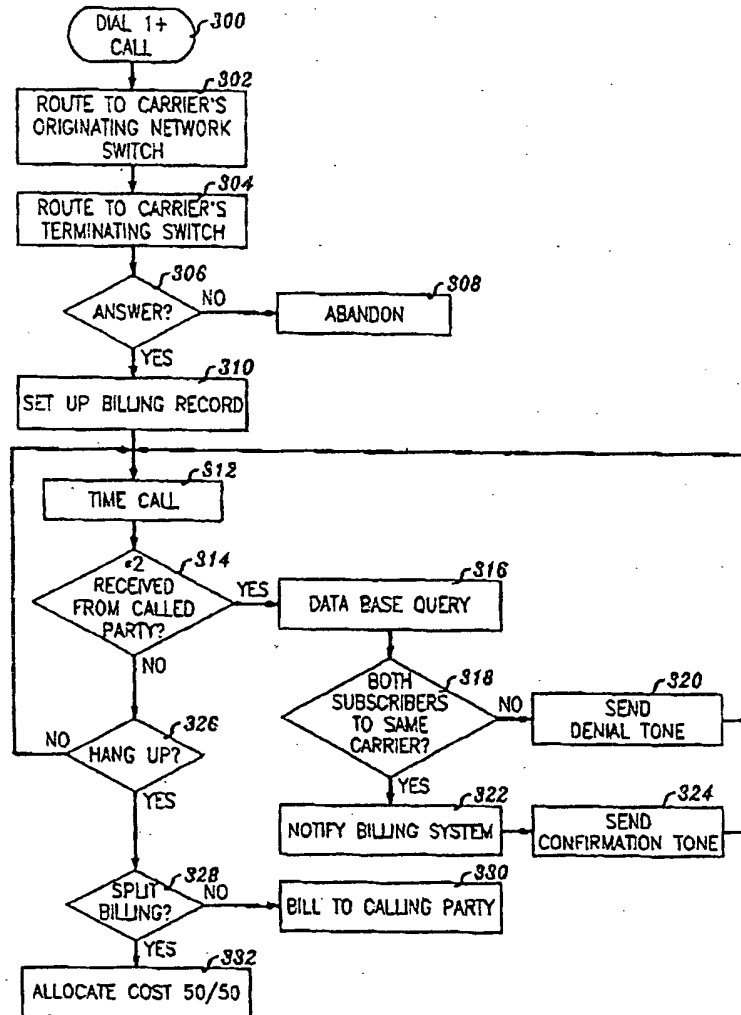 DIAL 1+
CALL
300
302
ROUTE TO CARRIER'S
ORIGINATING NETWORK
SWITCH
304
ROUTE TO CARRIER'S
TERMINATING SWITCH
306
ANSWER?
NO
308
ABANDON
YES
310
SET UP BILLING RECORD
312
TIME CALL
314
*2
RECEIVED
FROM CALLED
PARTY?
YES
316
DATA BASE QUERY
NO
318
BOTH
SUBSCRIBERS
TO SAME
CARRIER?
NO
320
SEND
DENIAL TONE
326
NO
HANG UP?
YES
YES
322
NOTIFY BILLING SYSTEM
324
SEND
CONFIRMATION TONE
328
SPLIT
BILLING?
NO
330
BILL TO CALLING PARTY
YES
332
ALLOCATE COST 50/50